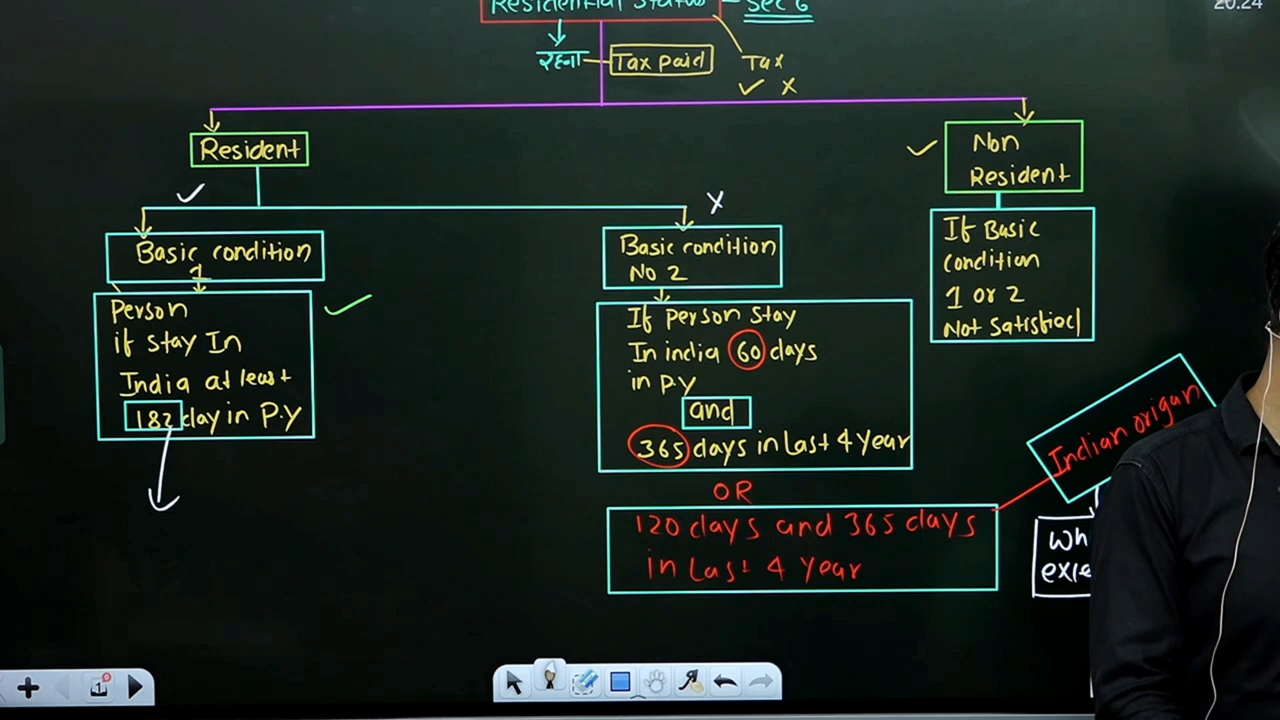 Residential Status - Sec 6
20:24
रहना
Tax paid
Tax
✓ X
Resident
Non
Resident
✓
X
Basic condition
1
Person
if stay In
India at least
182 day in P.Y
Basic condition
No 2
If person stay
In india 60 days
in p.y
and
365 days in Last 4 year
OR
120 days and 365 days
in Last 4 year
If Basic
condition
1 or 2
Not satisfied
Indian origan
1